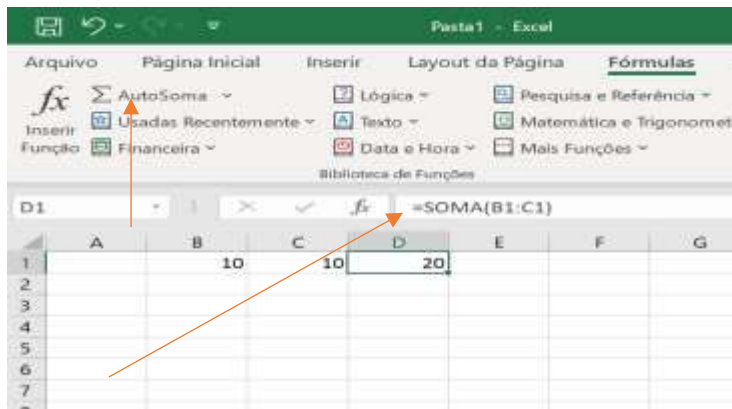 Pasta1 - Excel
Arquivo Página Inicial Inserir Layout da Página Fórmulas
fx Inserir Função
Σ AutoSoma
Usadas Recentemente
Financeira
Lógica
Texto
Data e Hora
Pesquisa e Referência
Matemática e Trigonomet
Mais Funções
Biblioteca de Funções
D1 fx =SOMA(B1:C1)
A B C D E F G
1 10 10 20
2
3
4
5
6
7